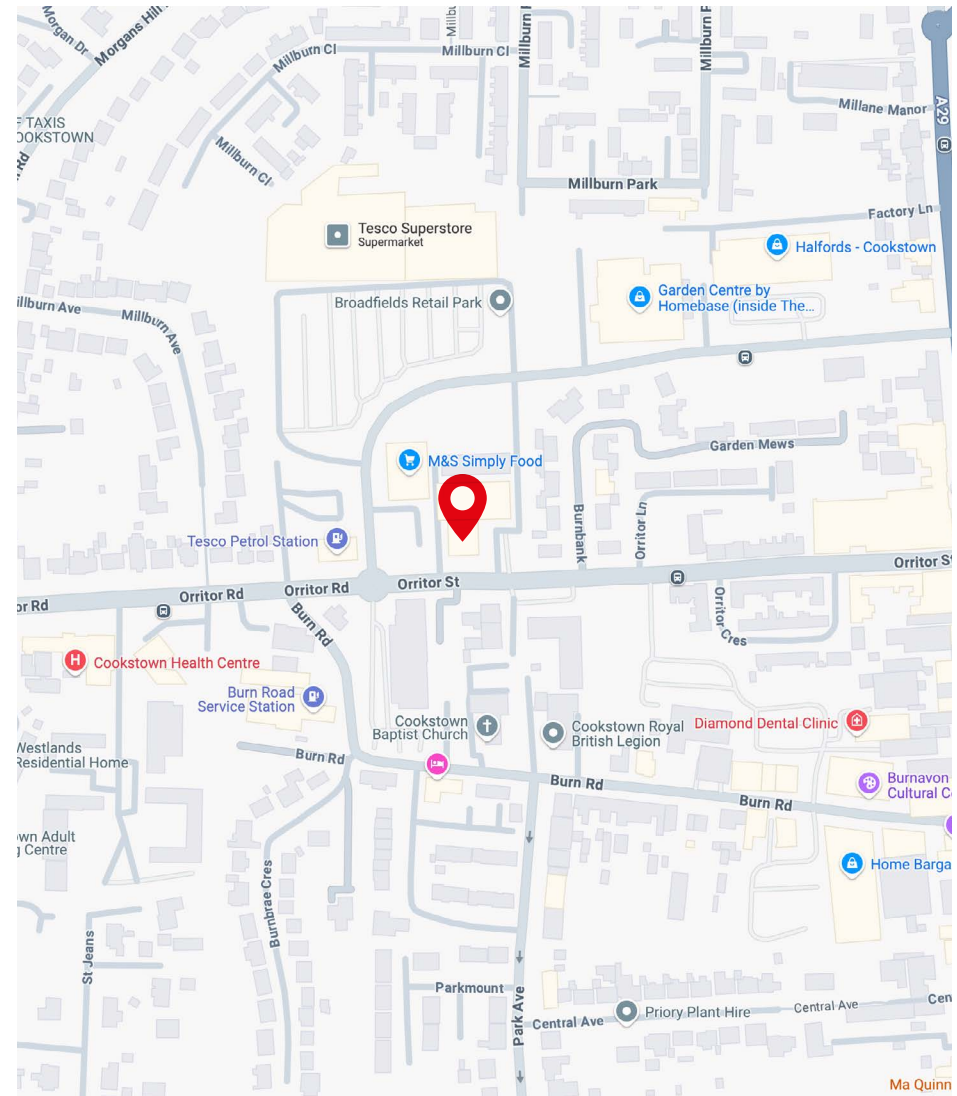 Morgan Dr
Morgans Hill
Millburn Cl
Millbu
Millburn Cl
Millburn
Millburn P
Millane Manor
A29
F TAXIS
OOKSTOWN
Rd
Millburn Cl
Millburn Park
Factory Ln
Tesco Superstore
Supermarket
Halfords - Cookstown
Broadfields Retail Park
Garden Centre by
Homebase (inside The...
illburn Ave
Millburn Ave
Garden Mews
M&S Simply Food
Tesco Petrol Station
Burnbank
Orritor Ln
Orritor St
Orritor S
or Rd
Orritor Rd
Orritor Rd
Burn Rd
Orritor Cres
H
Cookstown Health Centre
Burn Road
Service Station
Cookstown
Baptist Church
Cookstown Royal
British Legion
Diamond Dental Clinic
Westlands
Residential Home
Burn Rd
Burn Rd
Burn Rd
Burnavon
Cultural C
own Adult
g Centre
Home Barga
Burnbrae Cres
St Jeans
Parkmount
Park Ave
Central Ave
Priory Plant Hire
Central Ave
Cen
Ma Quinn